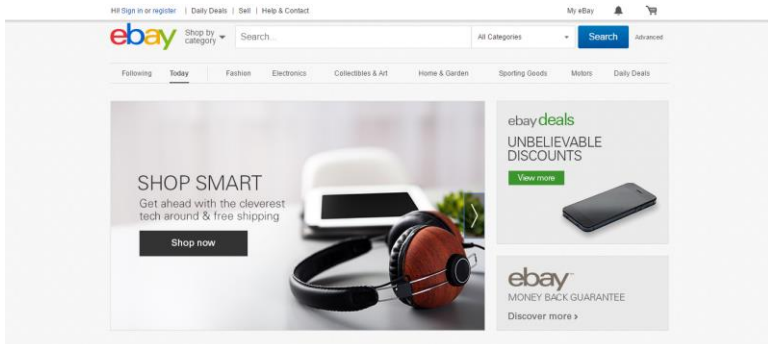 Hi! Sign in or register | Daily Deals | Sell | Help & Contact
My eBay
ebay
Shop by
category
Search...
All Categories
Search
Advanced
Following
Today
Fashion
Electronics
Collectibles & Art
Home & Garden
Sporting Goods
Motors
Daily Deals
SHOP SMART
Get ahead with the cleverest
tech around & free shipping
Shop now
ebay deals
UNBELIEVABLE
DISCOUNTS
View more
ebay™
MONEY BACK GUARANTEE
Discover more ›